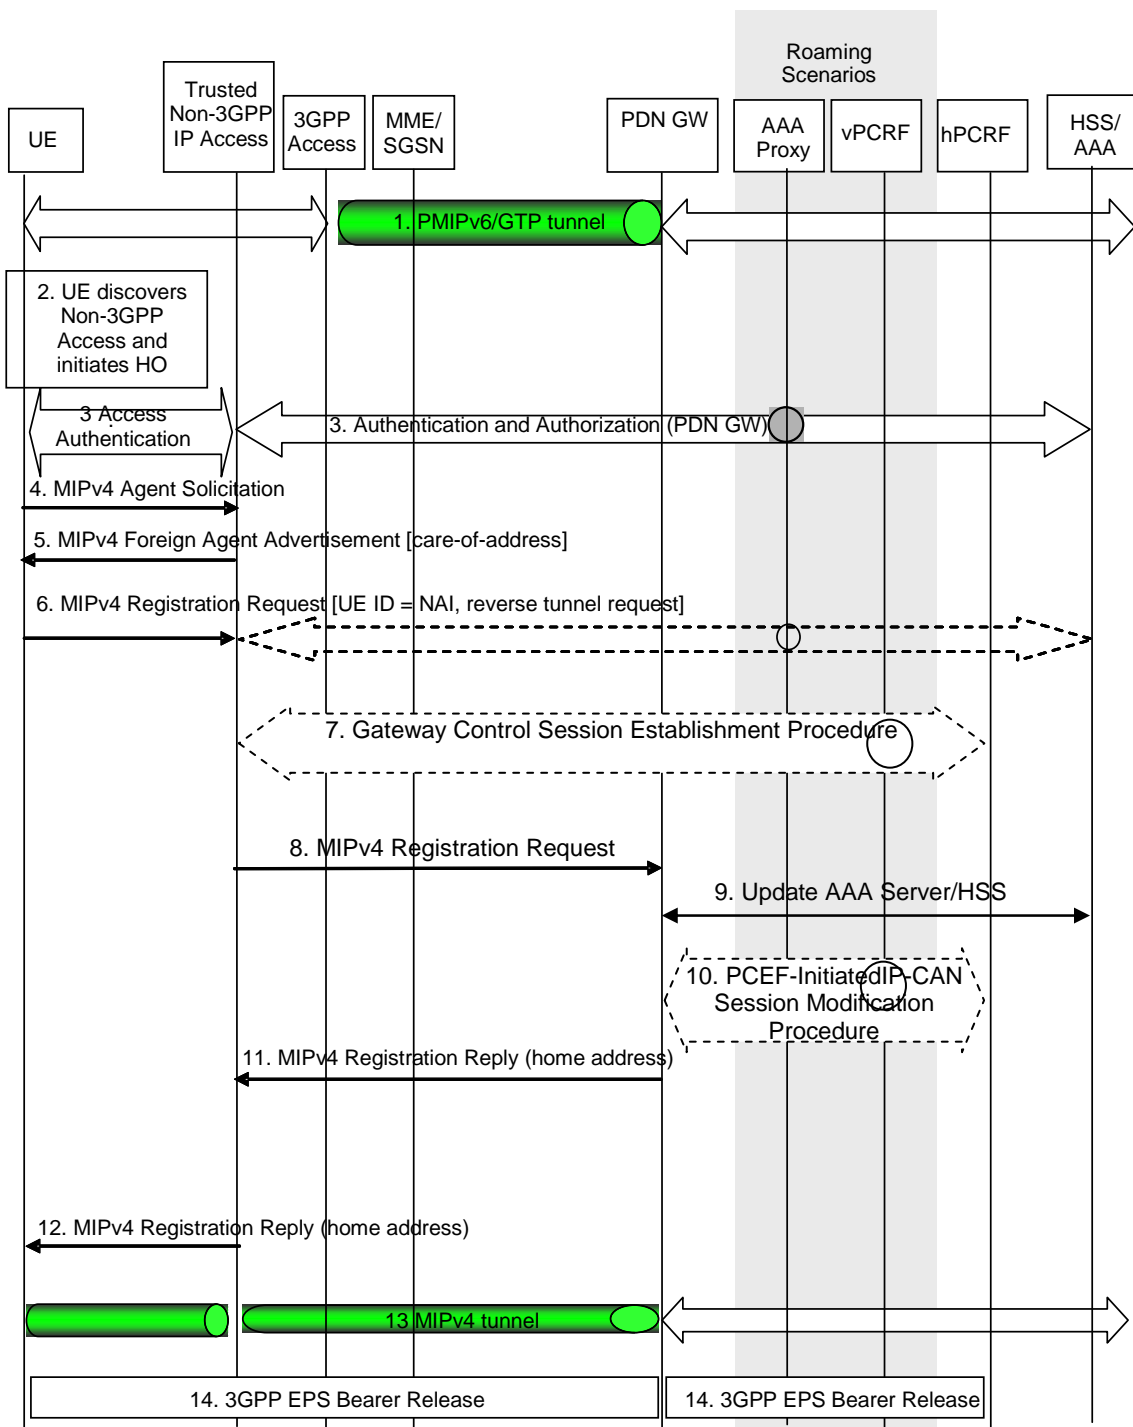 Roaming
Scenarios
UE
Trusted
Non-3GPP
IP Access
3GPP
Access
MME/
SGSN
PDN GW
AAA
Proxy
vPCRF
hPCRF
HSS/
AAA
1. PMIPv6/GTP tunnel
2. UE discovers
Non-3GPP
Access and
initiates HO
3 Access
.
Authentication
3. Authentication and Authorization (PDN GW)
4. MIPv4 Agent Solicitation
5. MIPv4 Foreign Agent Advertisement [care-of-address]
6. MIPv4 Registration Request [UE ID = NAI, reverse tunnel request]
7. Gateway Control Session Establishment Procedure
8. MIPv4 Registration Request
9. Update AAA Server/HSS
10. PCEF-InitiatedIP-CAN
Session Modification
Procedure
11. MIPv4 Registration Reply (home address)
12. MIPv4 Registration Reply (home address)
13 MIPv4 tunnel
14. 3GPP EPS Bearer Release
14. 3GPP EPS Bearer Release